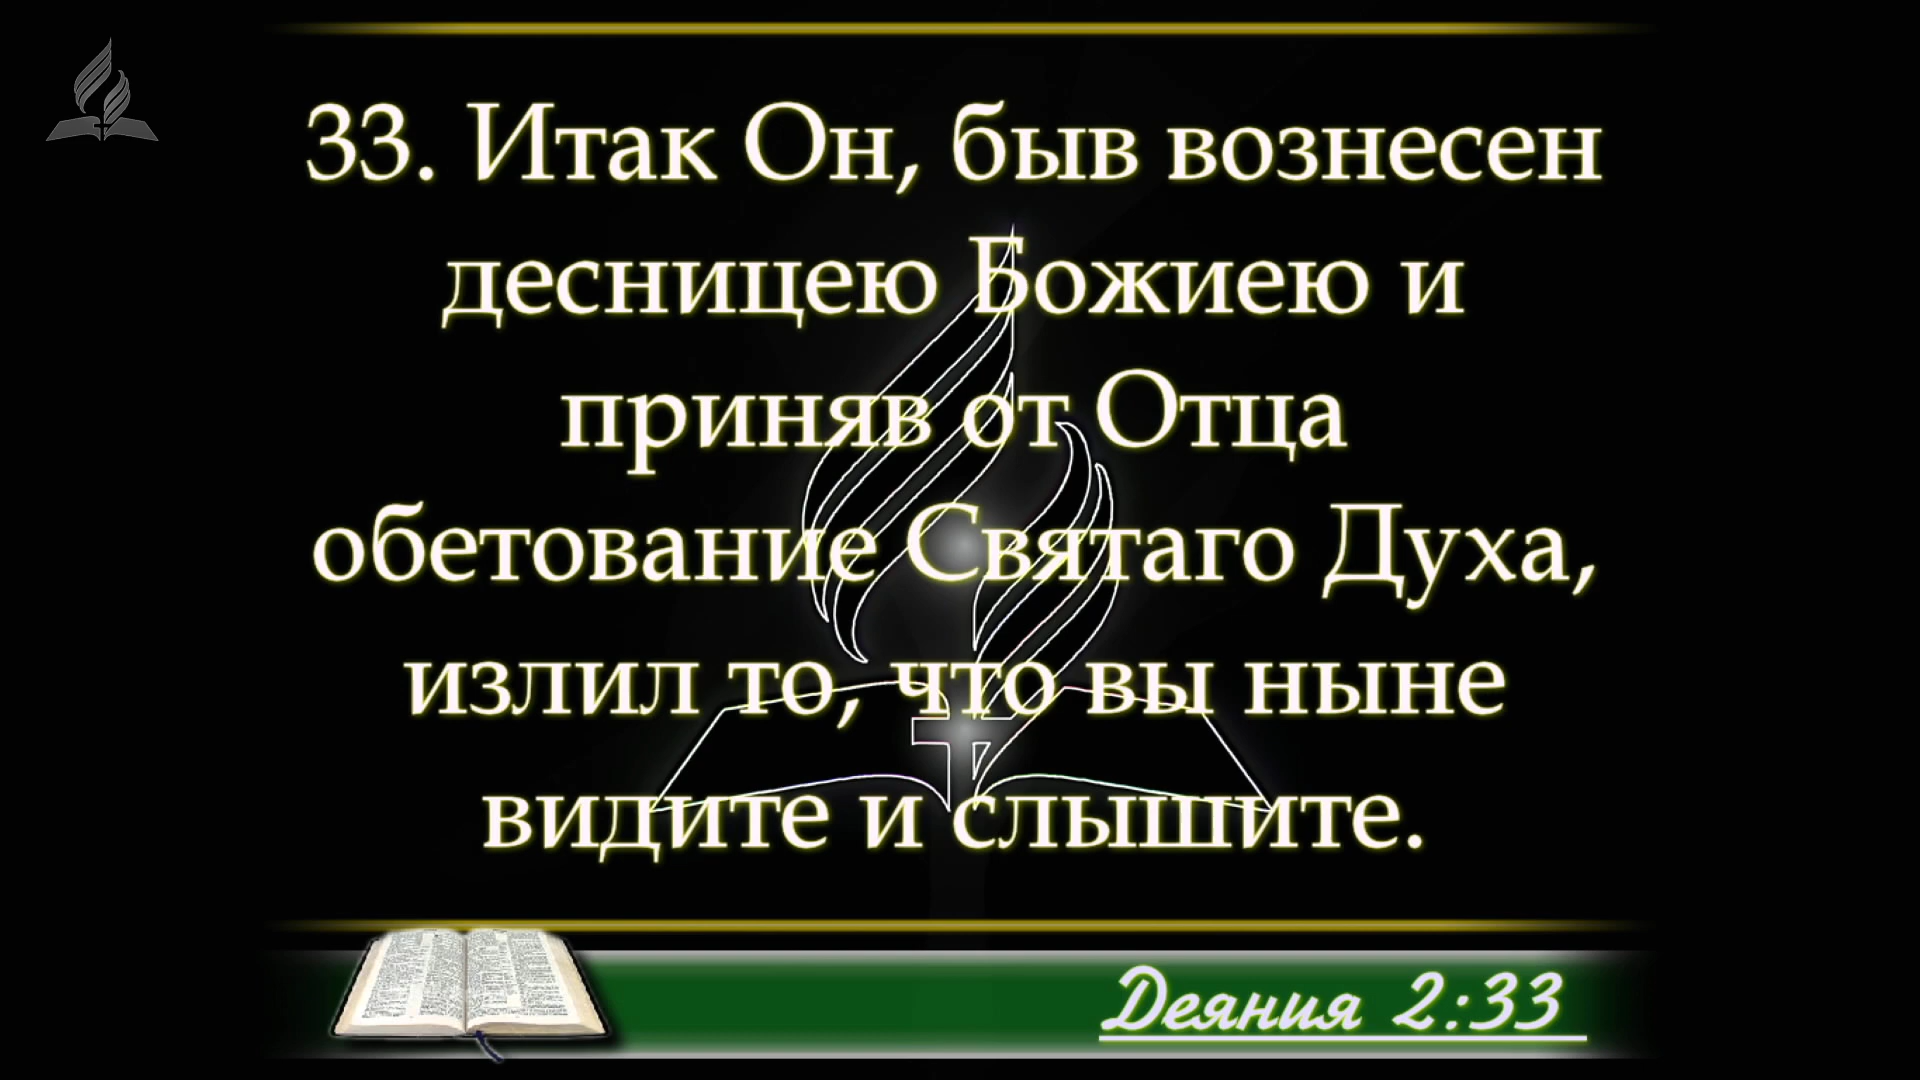 33. Итак Он, быв вознесен
десницею Божиею и
приняв от Отца
обетование Святаго Духа,
излил то, что вы ныне
видите и слышите.
Деяния 2:33